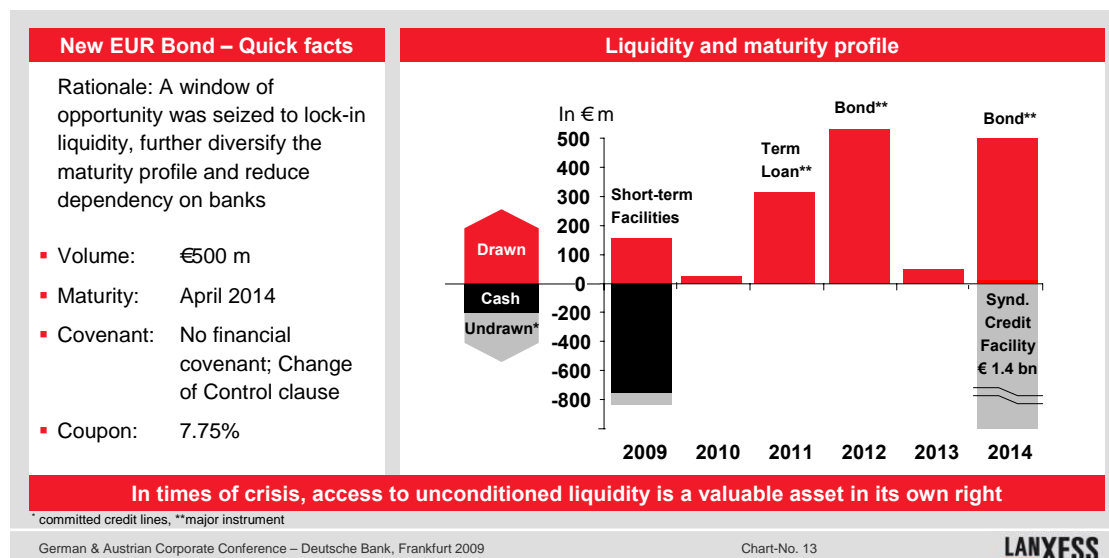 New EUR Bond – Quick facts
Rationale: A window of
opportunity was seized to lock-in
liquidity, further diversify the
maturity profile and reduce
dependency on banks
▪ Volume: €500 m
▪ Maturity: April 2014
▪ Covenant: No financial
covenant; Change
of Control clause
▪ Coupon: 7.75%
Liquidity and maturity profile
In € m
500
400
300
200
100
0
-200
-400
-600
-800
Drawn
Cash
Undrawn*
Short-term
Facilities
Term
Loan**
Bond**
Bond**
Synd.
Credit
Facility
€ 1.4 bn
2009 2010 2011 2012 2013 2014
In times of crisis, access to unconditioned liquidity is a valuable asset in its own right
* committed credit lines, **major instrument
German & Austrian Corporate Conference – Deutsche Bank, Frankfurt 2009 Chart-No. 13 LANXESS